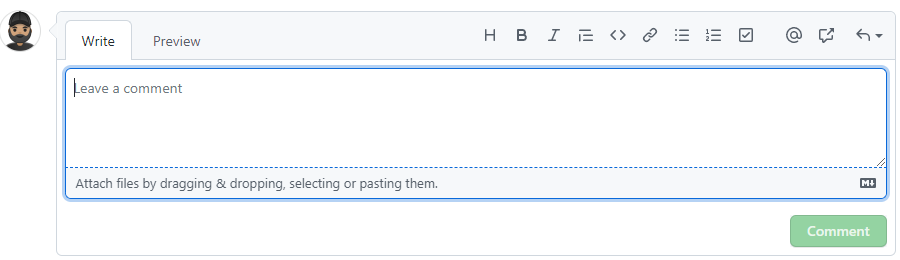 Write Preview H B I @
Leave a comment
Attach files by dragging & dropping, selecting or pasting them. M
Comment